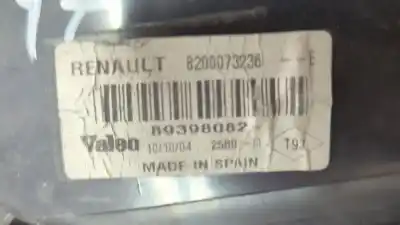 RENAULT 8200073236 --- E
89398082
Valeo 10/10/04 2580 T97
MADE IN SPAIN